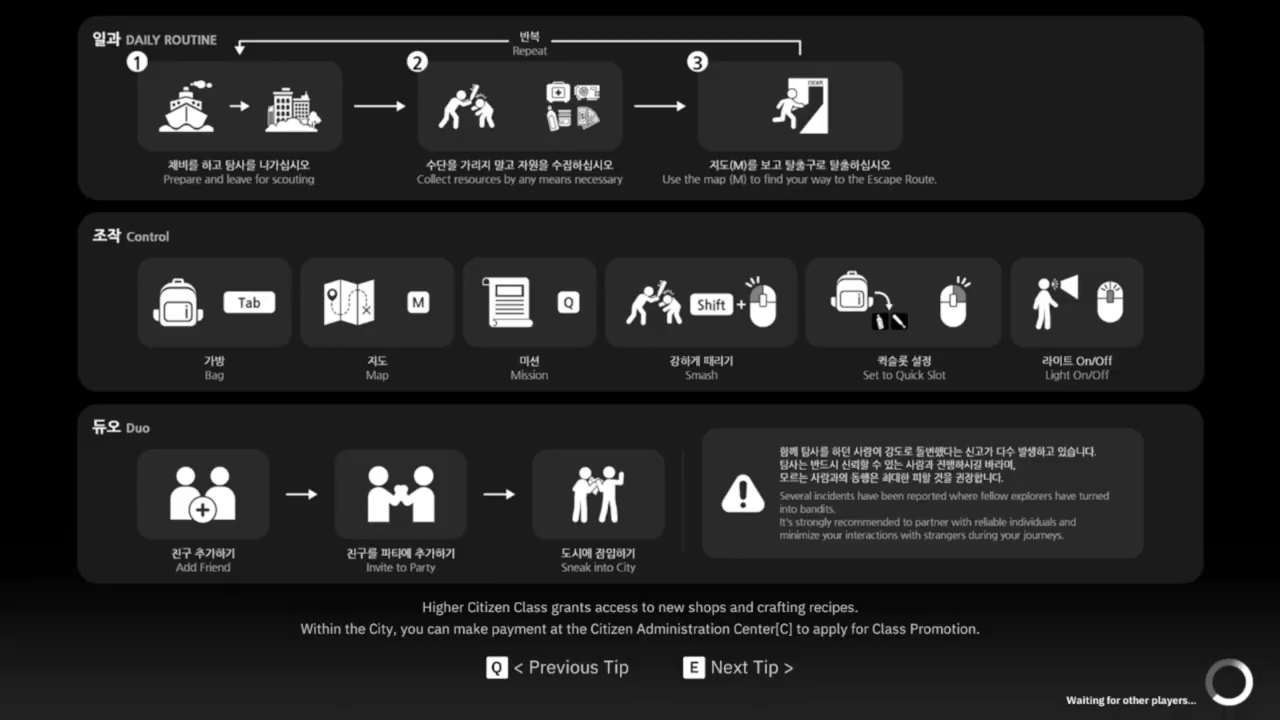 일과 DAILY ROUTINE
반복
Repeat
1
2
3
ESCAPE
제비를 하고 탐사를 나가십시오
Prepare and leave for scouting
수단을 가리지 말고 자원을 수집하십시오
Collect resources by any means necessary
지도(M)를 보고 탈출구로 탈출하십시오
Use the map (M) to find your way to the Escape Route.
조작 Control
Tab
M
Q
Shift +
가방
Bag
지도
Map
미션
Mission
강하게 때리기
Smash
퀵슬롯 설정
Set to Quick Slot
라이트 On/Off
Light On/Off
듀오 Duo
친구 추가하기
Add Friend
친구를 파티에 추가하기
Invite to Party
도시에 잠입하기
Sneak into City
함께 탐사를 하던 사람이 강도로 돌변했다는 신고가 다수 발생하고 있습니다.
탐사는 반드시 신뢰할 수 있는 사람과 진행하시길 바라며,
모르는 사람과의 동행은 최대한 피할 것을 권장합니다.
Several incidents have been reported where fellow explorers have turned
into bandits.
It's strongly recommended to partner with reliable individuals and
minimize your interactions with strangers during your journeys.
Higher Citizen Class grants access to new shops and crafting recipes.
Within the City, you can make payment at the Citizen Administration Center[C] to apply for Class Promotion.
Q < Previous Tip
E Next Tip >
Waiting for other players...